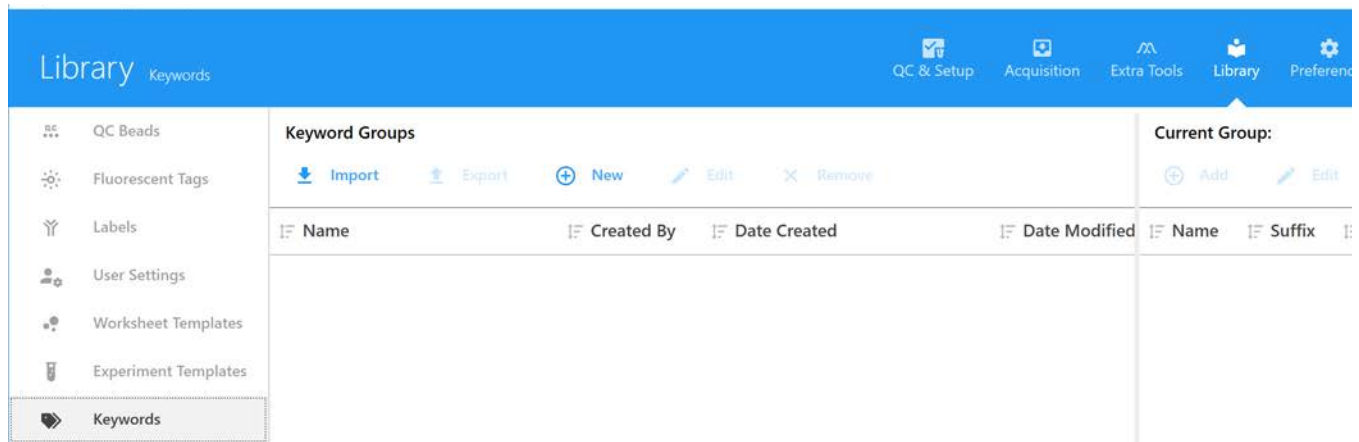 Library Keywords
QC & Setup
Acquisition
Extra Tools
Library
QC Beads
Fluorescent Tags
Labels
User Settings
Worksheet Templates
Experiment Templates
Keywords
Keyword Groups
Import Export New Edit Remove
Name Created By Date Created Date Modified
Current Group:
Add Edit
Name Suffix